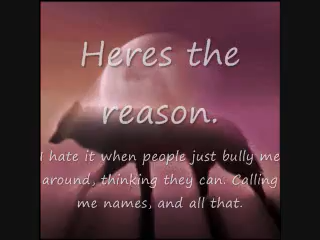 Heres the
reason.
I hate it when people just bully me
around, thinking they can. Calling
me names, and all that.